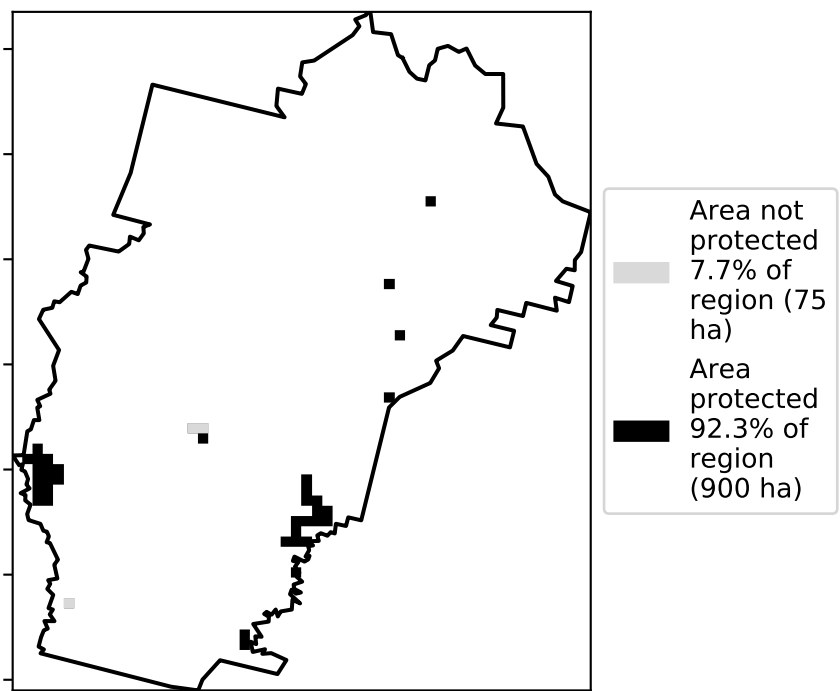 Area not
protected
7.7% of
region (75
ha)
Area
protected
92.3% of
region
(900 ha)